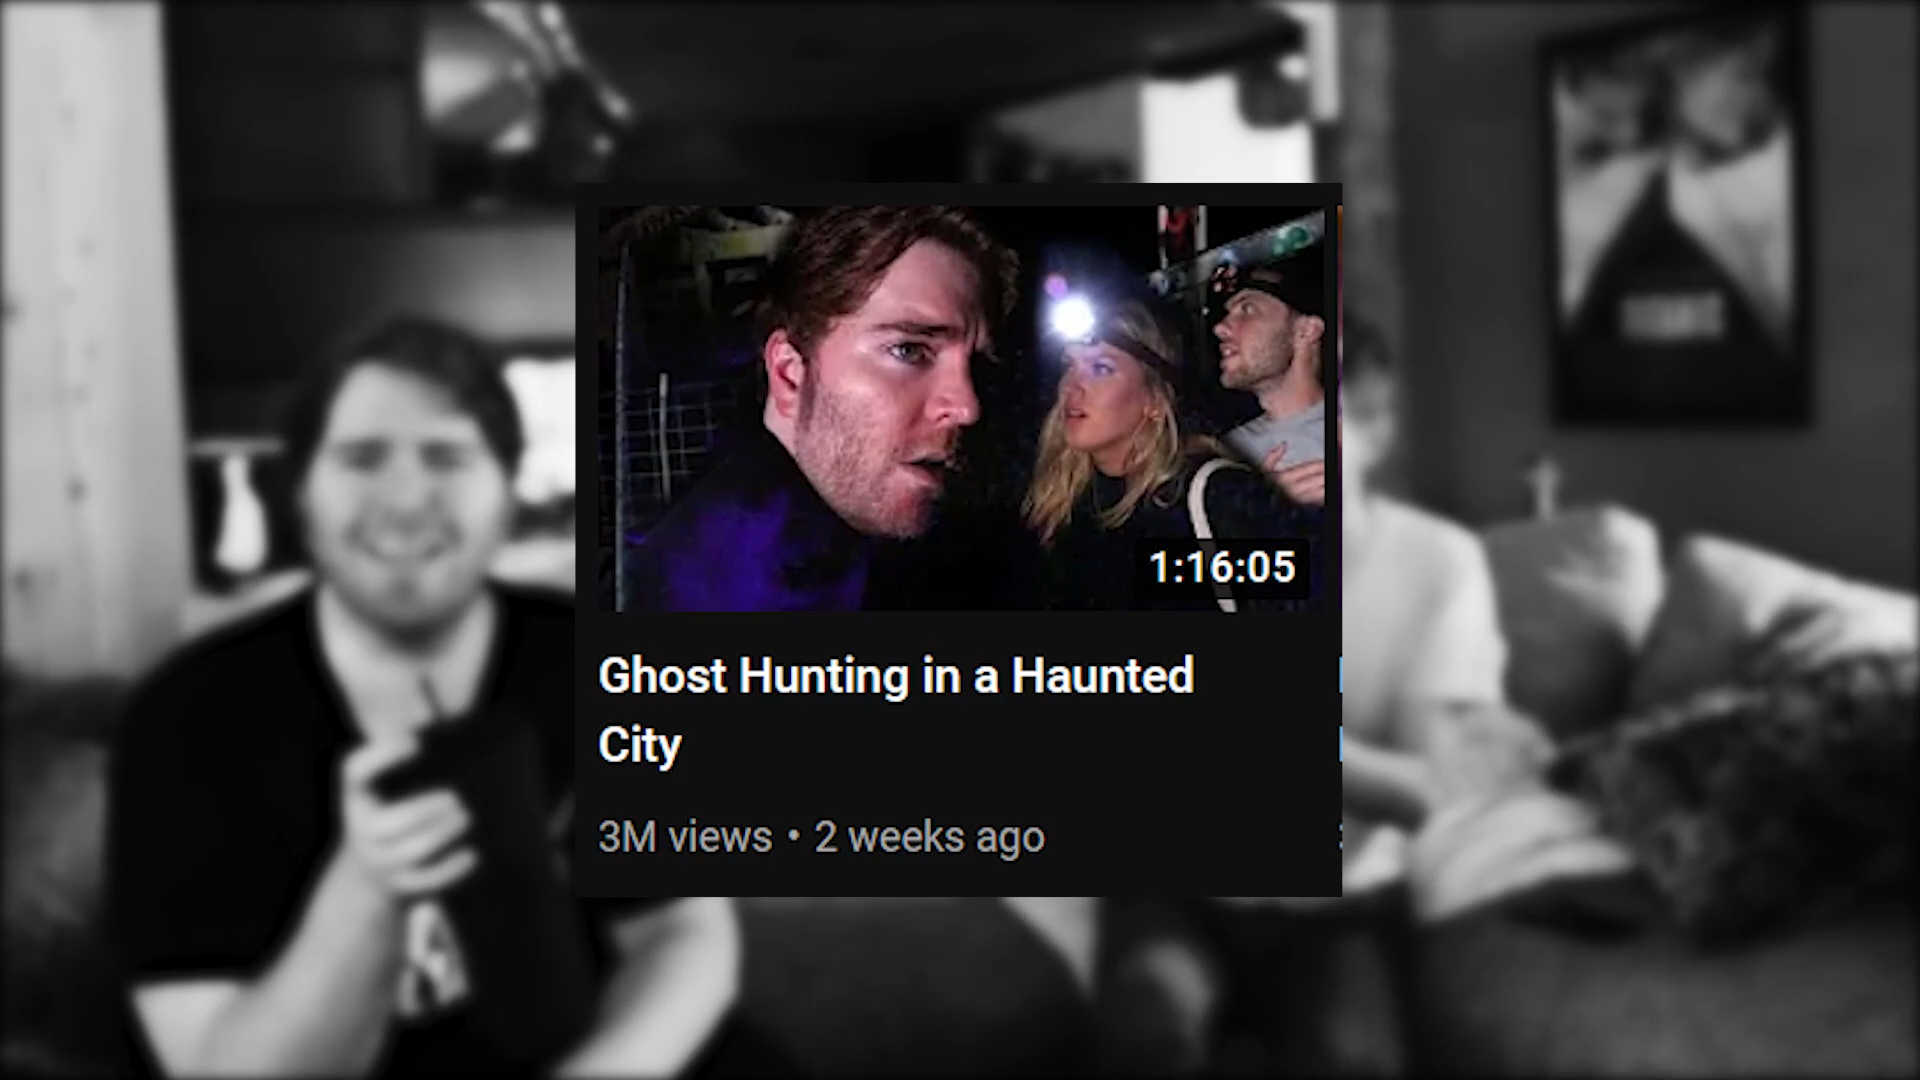 1:16:05
Ghost Hunting in a Haunted
City
3M views • 2 weeks ago